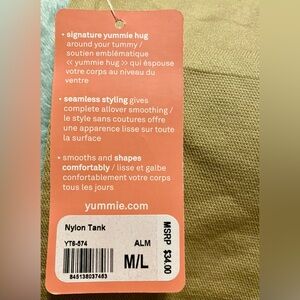 • signature yummie hug
around your tummy /
soutien emblématique
<< yummie hug >> qui épouse
votre corps au niveau du
ventre
• seamless styling gives
complete allover smoothing /
le style sans coutures offre
une apparence lisse sur toute
la surface
• smooths and shapes
comfortably / lisse et galbe
confortablement votre corps
tous les jours
yummie.com
Nylon Tank
YT6-574 ALM
M/L
845138037463
MSRP $34.00